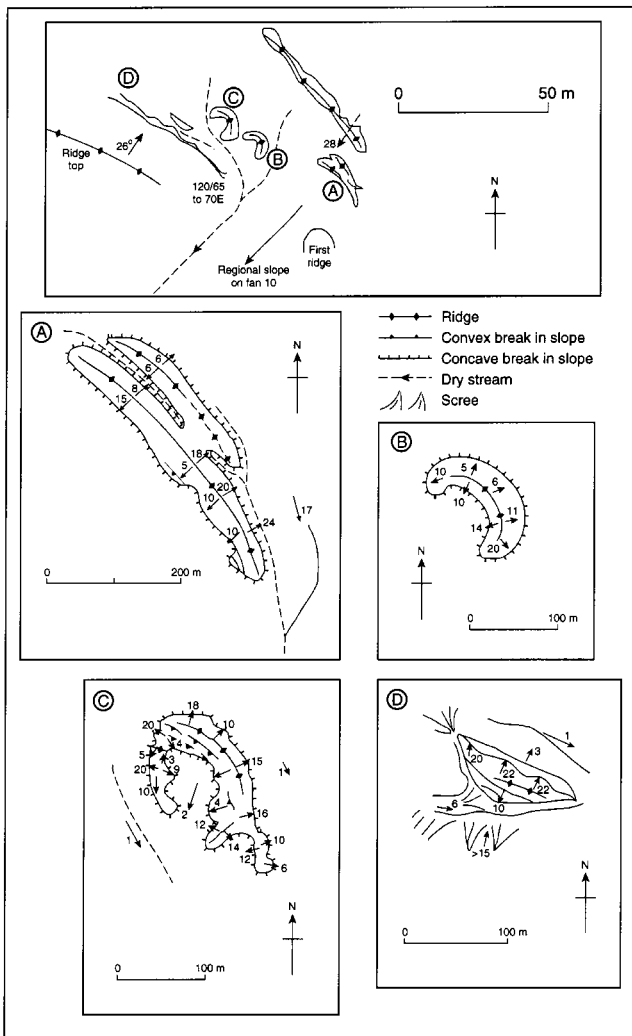 D
C
B
A
0 50 m
26°
28
Ridge
top
120/65
to 70E
N
Regional slope
on fan 10
First
ridge
A
N
6
6
8
15
18
5
20
10
24
10
17
0 200 m
Ridge
Convex break in slope
Concave break in slope
Dry stream
Scree
B
10
5
6
10
11
14
20
N
0 100 m
C
18
20
10
4
5
3
20
9
15
1
10
2
4
16
12
14
10
12
6
1
N
0 100 m
D
1
3
20
22
22
10
6
>15
N
0 100 m